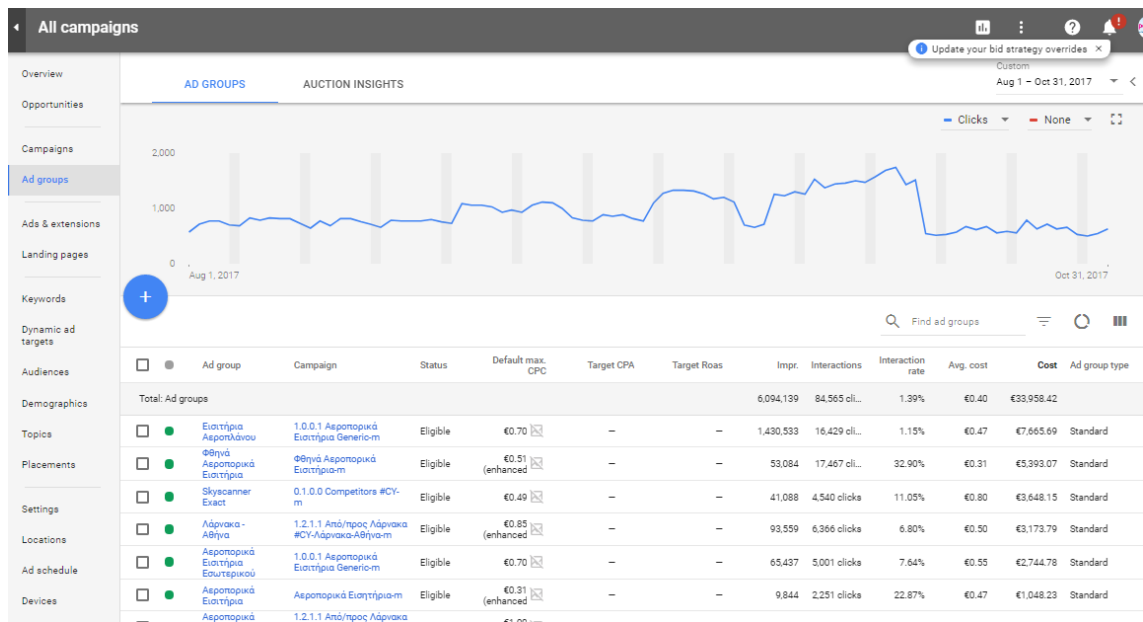 All campaigns
Update your bid strategy overrides ×
Overview
Opportunities
Campaigns
Ad groups
Ads & extensions
Landing pages
Keywords
Dynamic ad
targets
Audiences
Demographics
Topics
Placements
Settings
Locations
Ad schedule
Devices
AD GROUPS AUCTION INSIGHTS
Custom
Aug 1 – Oct 31, 2017
Clicks None
2,000
1,000
0
Aug 1, 2017 Oct 31, 2017
Find ad groups
Ad group Campaign Status Default max. CPC Target CPA Target Roas Impr. Interactions Interaction rate Avg. cost Cost Ad group type
Total: Ad groups 6,094,139 84,565 cli... 1.39% €0.40 €33,958.42
Εισιτήρια Αεροπλάνου 1.0.0.1 Αεροπορικά Εισιτήρια Generic-m Eligible €0.70 – – 1,430,533 16,429 cli... 1.15% €0.47 €7,665.69 Standard
Φθηνά Αεροπορικά Εισιτήρια Φθηνά Αεροπορικά Εισιτήρια-m Eligible €0.51 (enhanced – – 53,084 17,467 cli... 32.90% €0.31 €5,393.07 Standard
Skyscanner Exact 0.1.0.0 Competitors #CY-m Eligible €0.49 – – 41,088 4,540 clicks 11.05% €0.80 €3,648.15 Standard
Λάρνακα - Αθήνα 1.2.1.1 Από/προς Λάρνακα #CY-Λάρνακα-Αθήνα-m Eligible €0.85 (enhanced – – 93,559 6,366 clicks 6.80% €0.50 €3,173.79 Standard
Αεροπορικά Εισιτήρια Εσωτερικού 1.0.0.1 Αεροπορικά Εισιτήρια Generic-m Eligible €0.70 – – 65,437 5,001 clicks 7.64% €0.55 €2,744.78 Standard
Αεροπορικά Εισιτήρια Αεροπορικά Εισητήρια-m Eligible €0.31 (enhanced – – 9,844 2,251 clicks 22.87% €0.47 €1,048.23 Standard
Αεροπορικά 1.2.1.1 Από/προς Λάρνακα